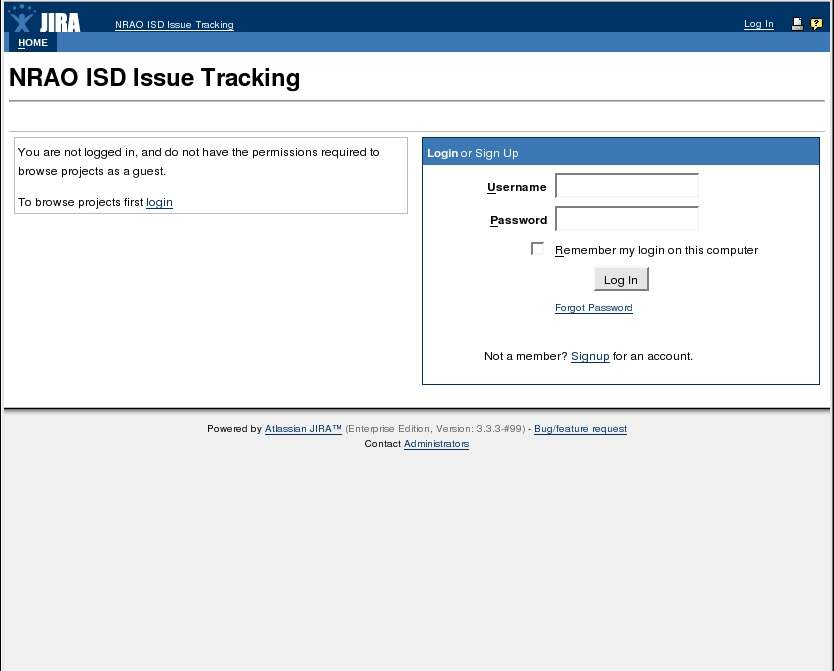 JIRA NRAO ISD Issue Tracking Log In ?
HOME
NRAO ISD Issue Tracking
You are not logged in, and do not have the permissions required to
browse projects as a guest.
To browse projects first login
Login or Sign Up
Username
Password
Remember my login on this computer
Log In
Forgot Password
Not a member? Signup for an account.
Powered by Atlassian JIRA™ (Enterprise Edition, Version: 3.3.3-#99) - Bug/feature request
Contact Administrators